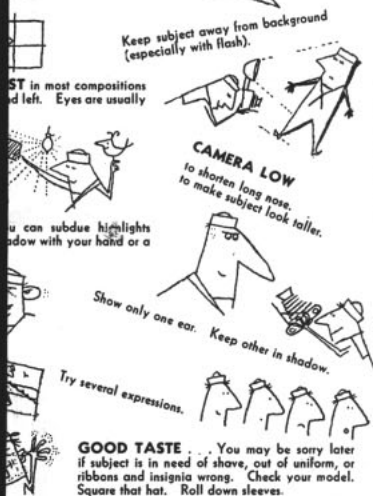 Keep subject away from background
(especially with flash).
ST in most compositions
d left. Eyes are usually
CAMERA LOW
to shorten long nose.
to make subject look taller.
u can subdue highlights
adow with your hand or a
Show only one ear. Keep other in shadow.
Try several expressions.
GOOD TASTE . . . You may be sorry later
if subject is in need of shave, out of uniform, or
ribbons and insignia wrong. Check your model.
Square that hat. Roll down sleeves.